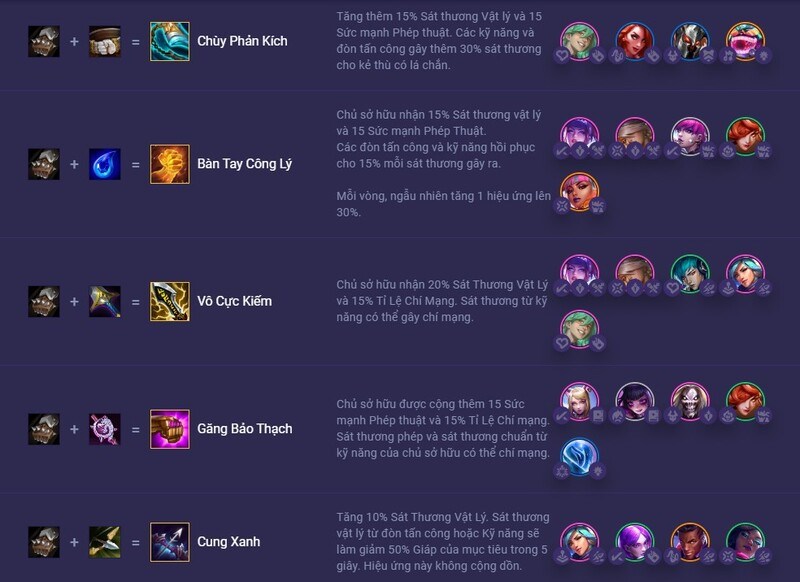 + = Chùy Phản Kích
Tăng thêm 15% Sát thương Vật lý và 15
Sức mạnh Phép thuật. Các kỹ năng và
đòn tấn công gây thêm 30% sát thương
cho kẻ thù có lá chắn.
+ = Bàn Tay Công Lý
Chủ sở hữu nhận 15% Sát thương vật lý
và 15 Sức mạnh Phép Thuật.
Các đòn tấn công và kỹ năng hồi phục
cho 15% mỗi sát thương gây ra.
Mỗi vòng, ngẫu nhiên tăng 1 hiệu ứng lên
30%.
+ = Vô Cực Kiếm
Chủ sở hữu nhận 20% Sát Thương Vật Lý
và 15% Tỉ Lệ Chí Mạng. Sát thương từ kỹ
năng có thể gây chí mạng.
+ = Găng Bảo Thạch
Chủ sở hữu được cộng thêm 15 Sức
mạnh Phép thuật và 15% Tỉ Lệ Chí mạng.
Sát thương phép và sát thương chuẩn từ
kỹ năng của chủ sở hữu có thể chí mạng.
+ = Cung Xanh
Tăng 10% Sát Thương Vật Lý. Sát thương
vật lý từ đòn tấn công hoặc Kỹ năng sẽ
làm giảm 50% Giáp của mục tiêu trong 5
giây. Hiệu ứng này không cộng dồn.